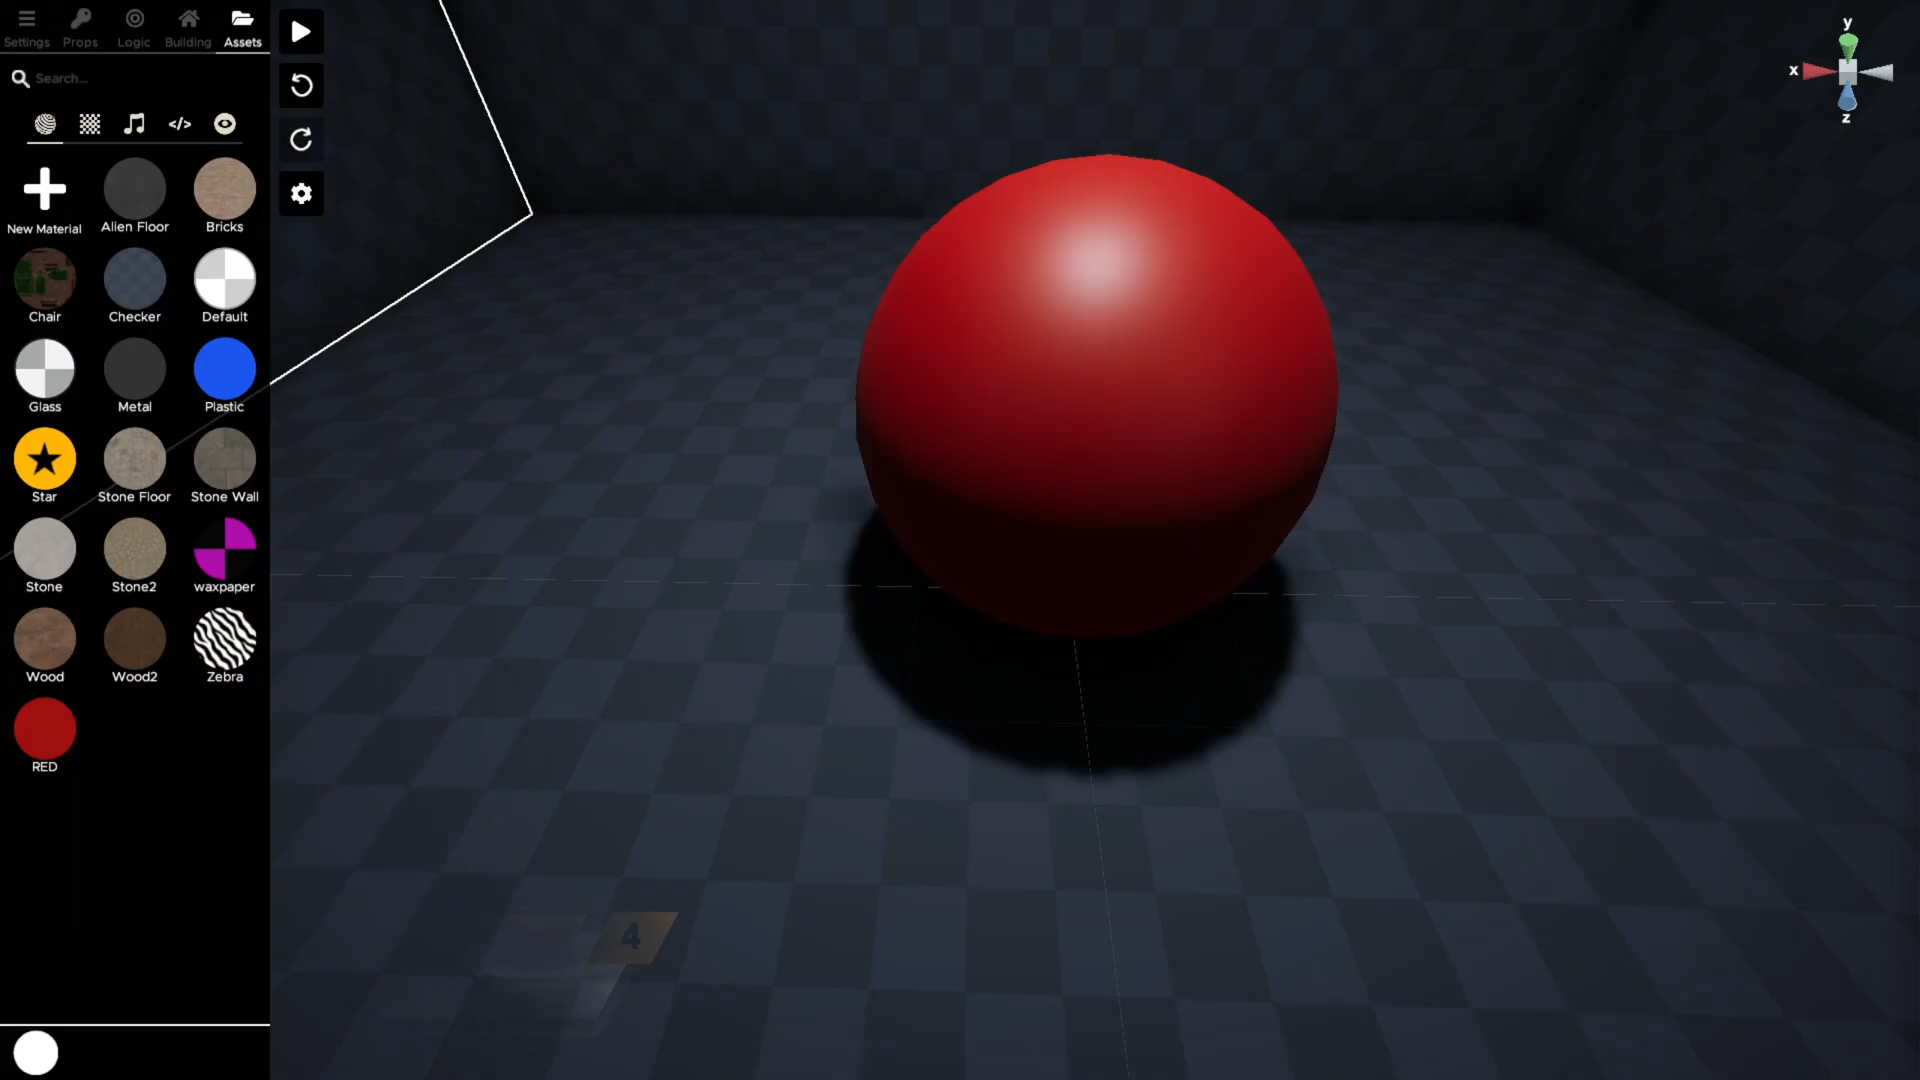 Settings Props Logic Building Assets
Search...
</>
New Material Alien Floor Bricks
Chair Checker Default
Glass Metal Plastic
Star Stone Floor Stone Wall
Stone Stone2 waxpaper
Wood Wood2 Zebra
RED
y
x
z
4